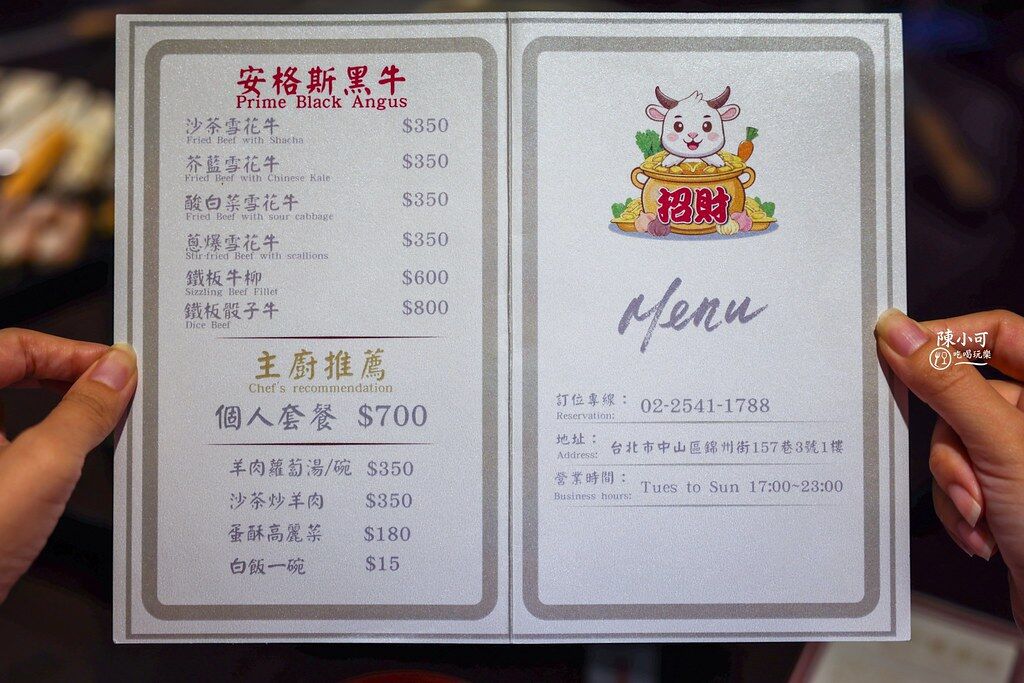 安格斯黑牛
Prime Black Angus
沙茶雪花牛 $350
Fried Beef with Shacha
芥藍雪花牛 $350
Fried Beef with Chinese Kale
酸白菜雪花牛 $350
Fried Beef with sour cabbage
蔥爆雪花牛 $350
Stir-fried Beef with scallions
鐵板牛柳 $600
Sizzling Beef Fillet
鐵板骰子牛 $800
Dice Beef
主廚推薦
Chef's recommendation
個人套餐 $700
羊肉蘿蔔湯/碗 $350
沙茶炒羊肉 $350
蛋酥高麗菜 $180
白飯一碗 $15
招財
Menu
訂位專線：
Reservation: 02-2541-1788
地址：
Address: 台北市中山區錦州街157巷3號1樓
營業時間：
Business hours: Tues to Sun 17:00~23:00
陳小可
吃喝玩樂